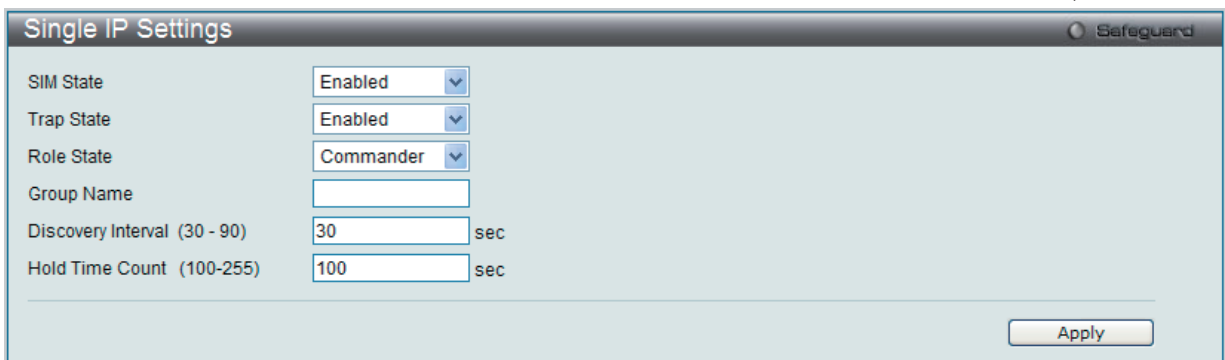 Single IP Settings Safeguard
SIM State Enabled
Trap State Enabled
Role State Commander
Group Name
Discovery Interval (30 - 90) 30 sec
Hold Time Count (100-255) 100 sec
Apply